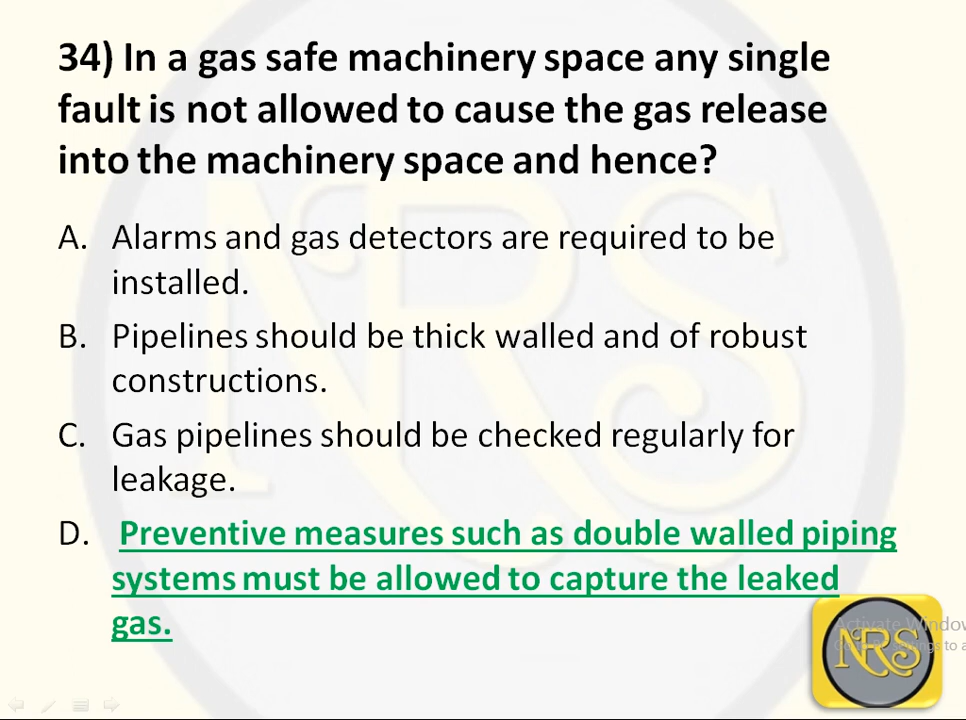 34) In a gas safe machinery space any single
fault is not allowed to cause the gas release
into the machinery space and hence?
A. Alarms and gas detectors are required to be
installed.
B. Pipelines should be thick walled and of robust
constructions.
C. Gas pipelines should be checked regularly for
leakage.
D. Preventive measures such as double walled piping
systems must be allowed to capture the leaked
gas.
Activate Window
NRS